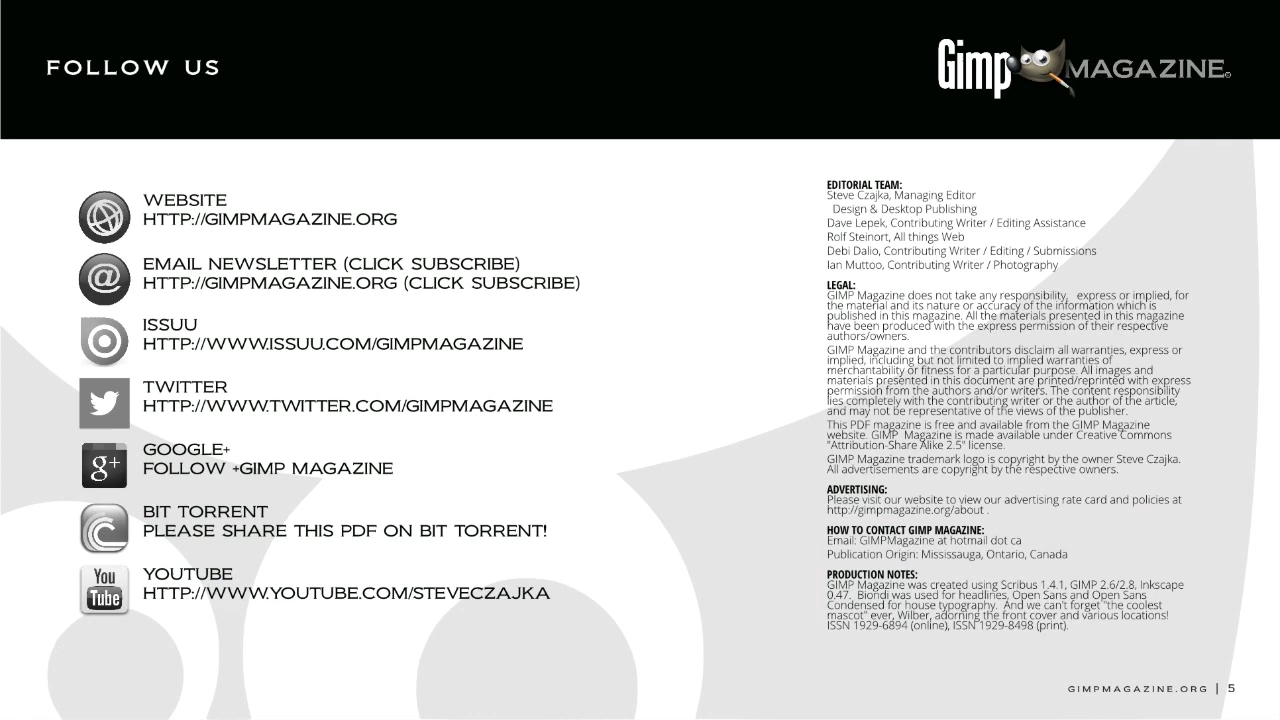 FOLLOW US
Gimp MAGAZINE®
WEBSITE
HTTP://GIMPMAGAZINE.ORG
EMAIL NEWSLETTER (CLICK SUBSCRIBE)
HTTP://GIMPMAGAZINE.ORG (CLICK SUBSCRIBE)
ISSUU
HTTP://WWW.ISSUU.COM/GIMPMAGAZINE
TWITTER
HTTP://WWW.TWITTER.COM/GIMPMAGAZINE
g+
GOOGLE+
FOLLOW +GIMP MAGAZINE
BIT TORRENT
PLEASE SHARE THIS PDF ON BIT TORRENT!
You
Tube
YOUTUBE
HTTP://WWW.YOUTUBE.COM/STEVECZAJKA
EDITORIAL TEAM:
Steve Czajka, Managing Editor
Design & Desktop Publishing
Dave Lepek, Contributing Writer / Editing Assistance
Rolf Steinort, All things Web
Debi Dalio, Contributing Writer / Editing / Submissions
Ian Muttoo, Contributing Writer / Photography
LEGAL:
GIMP Magazine does not take any responsibility, express or implied, for
the material and its nature or accuracy of the information which is
published in this magazine. All the materials presented in this magazine
have been produced with the express permission of their respective
authors/owners.
GIMP Magazine and the contributors disclaim all warranties, express or
implied, including but not limited to implied warranties of
merchantability or fitness for a particular purpose. All images and
materials presented in this document are printed/reprinted with express
permission from the authors and/or writers. The content responsibility
lies completely with the contributing writer or the author of the article,
and may not be representative of the views of the publisher.
This PDF magazine is free and available from the GIMP Magazine
website. GIMP Magazine is made available under Creative Commons
"Attribution-Share Alike 2.5" license.
GIMP Magazine trademark logo is copyright by the owner Steve Czajka.
All advertisements are copyright by the respective owners.
ADVERTISING:
Please visit our website to view our advertising rate card and policies at
http://gimpmagazine.org/about .
HOW TO CONTACT GIMP MAGAZINE:
Email: GIMPMagazine at hotmail dot ca
Publication Origin: Mississauga, Ontario, Canada
PRODUCTION NOTES:
GIMP Magazine was created using Scribus 1.4.1, GIMP 2.6/2.8, Inkscape
0.47. Biondi was used for headlines, Open Sans and Open Sans
Condensed for house typography. And we can't forget "the coolest
mascot" ever, Wilber, adorning the front cover and various locations!
ISSN 1929-6894 (online), ISSN 1929-8498 (print).
GIMPMAGAZINE.ORG | 5